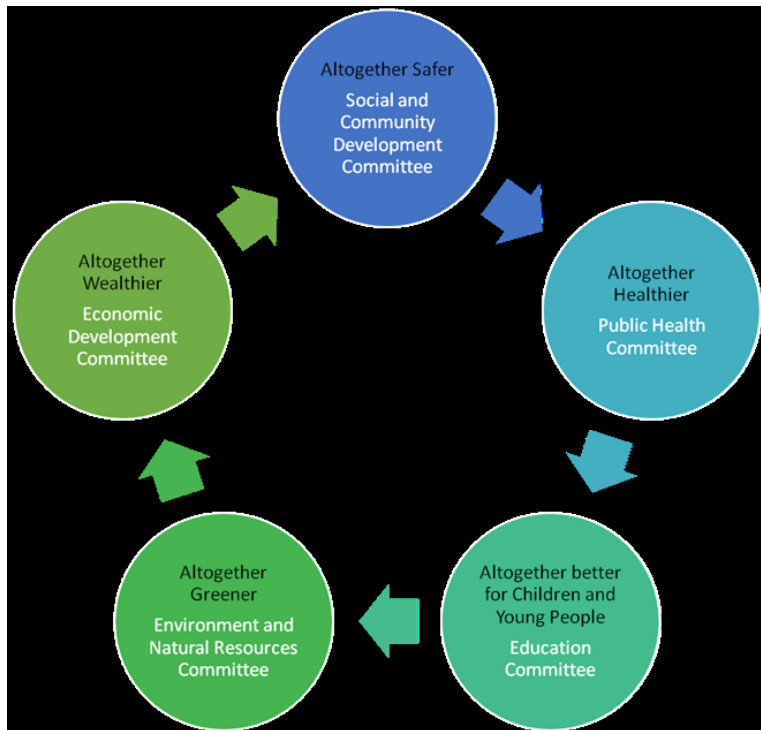 Altogether Safer
Social and
Community
Development
Committee
Altogether
Healthier
Public Health
Committee
Altogether better
for Children and
Young People
Education
Committee
Altogether
Greener
Environment and
Natural Resources
Committee
Altogether
Wealthier
Economic
Development
Committee